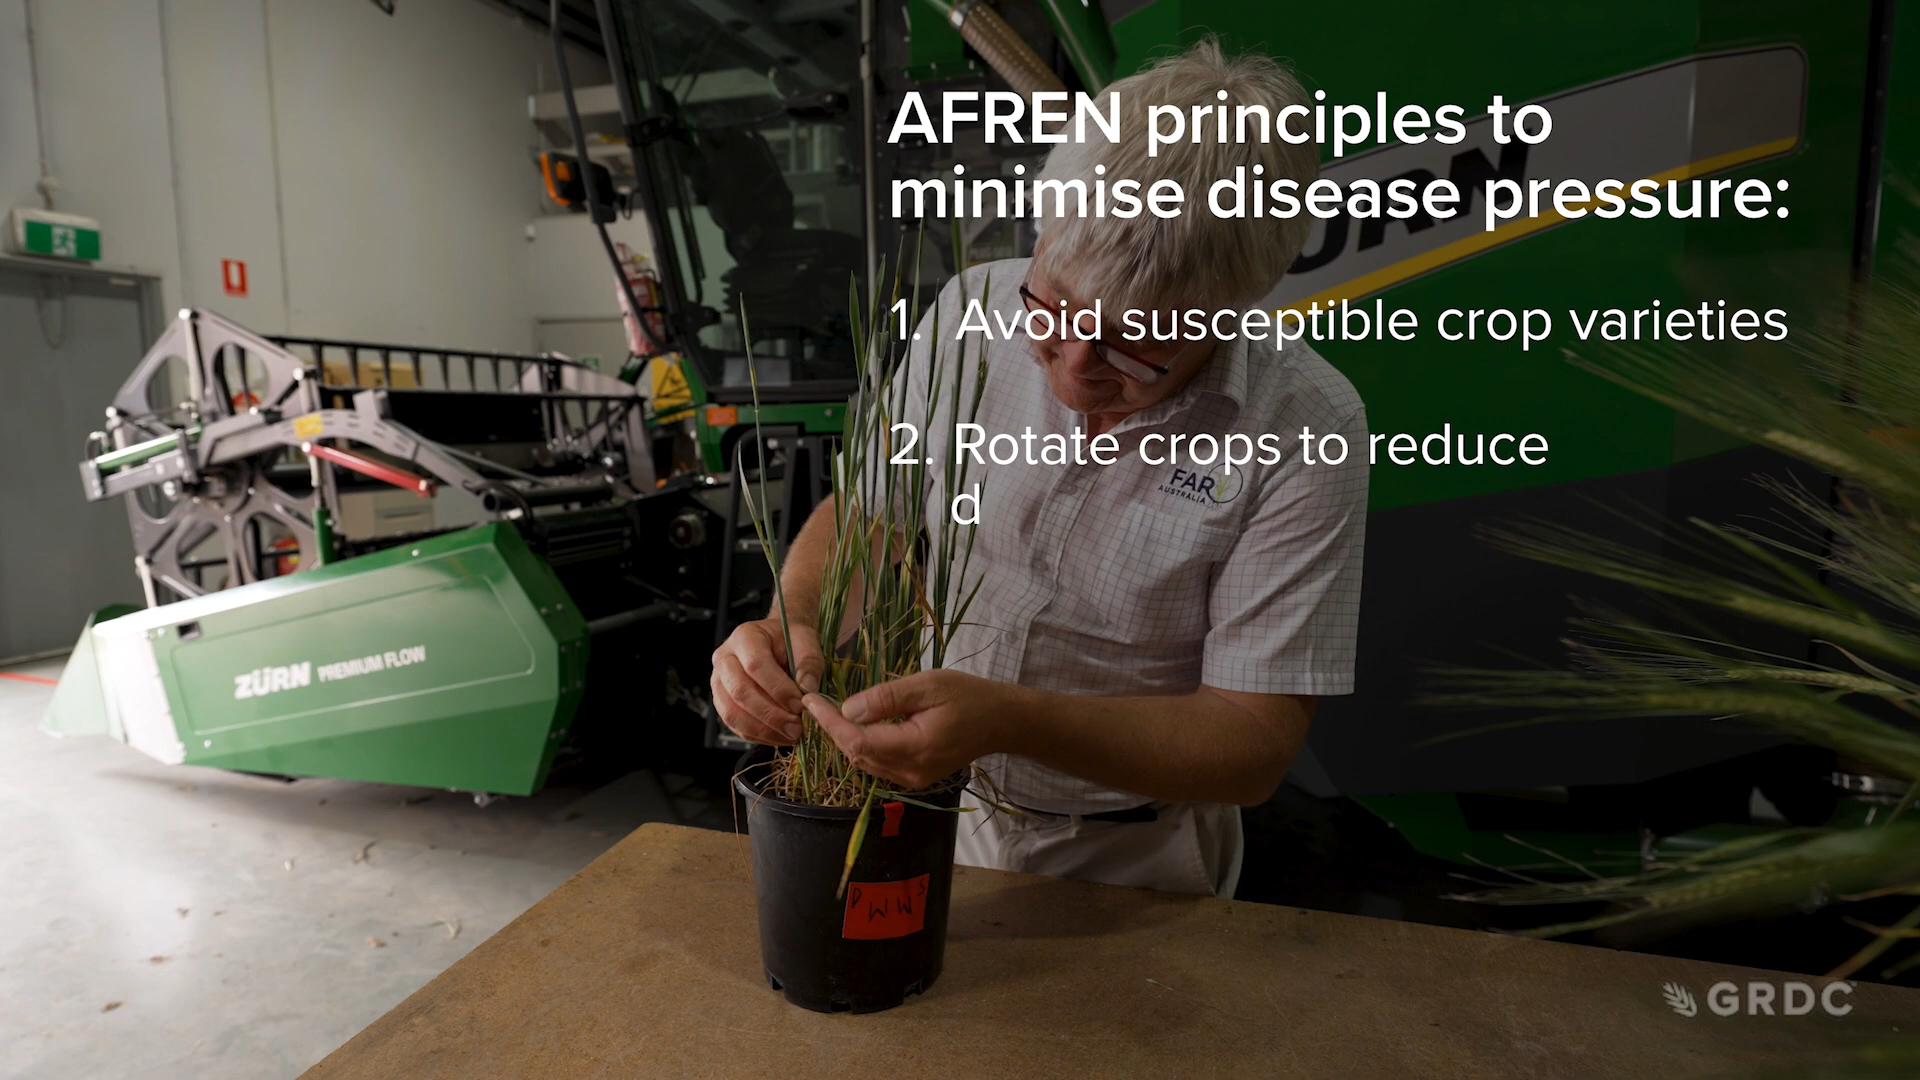 AFREN principles to
minimise disease pressure:
1. Avoid susceptible crop varieties
2. Rotate crops to reduce
d
FAR
AUSTRALIA
ZÜRN PREMIUM FLOW
GRDC